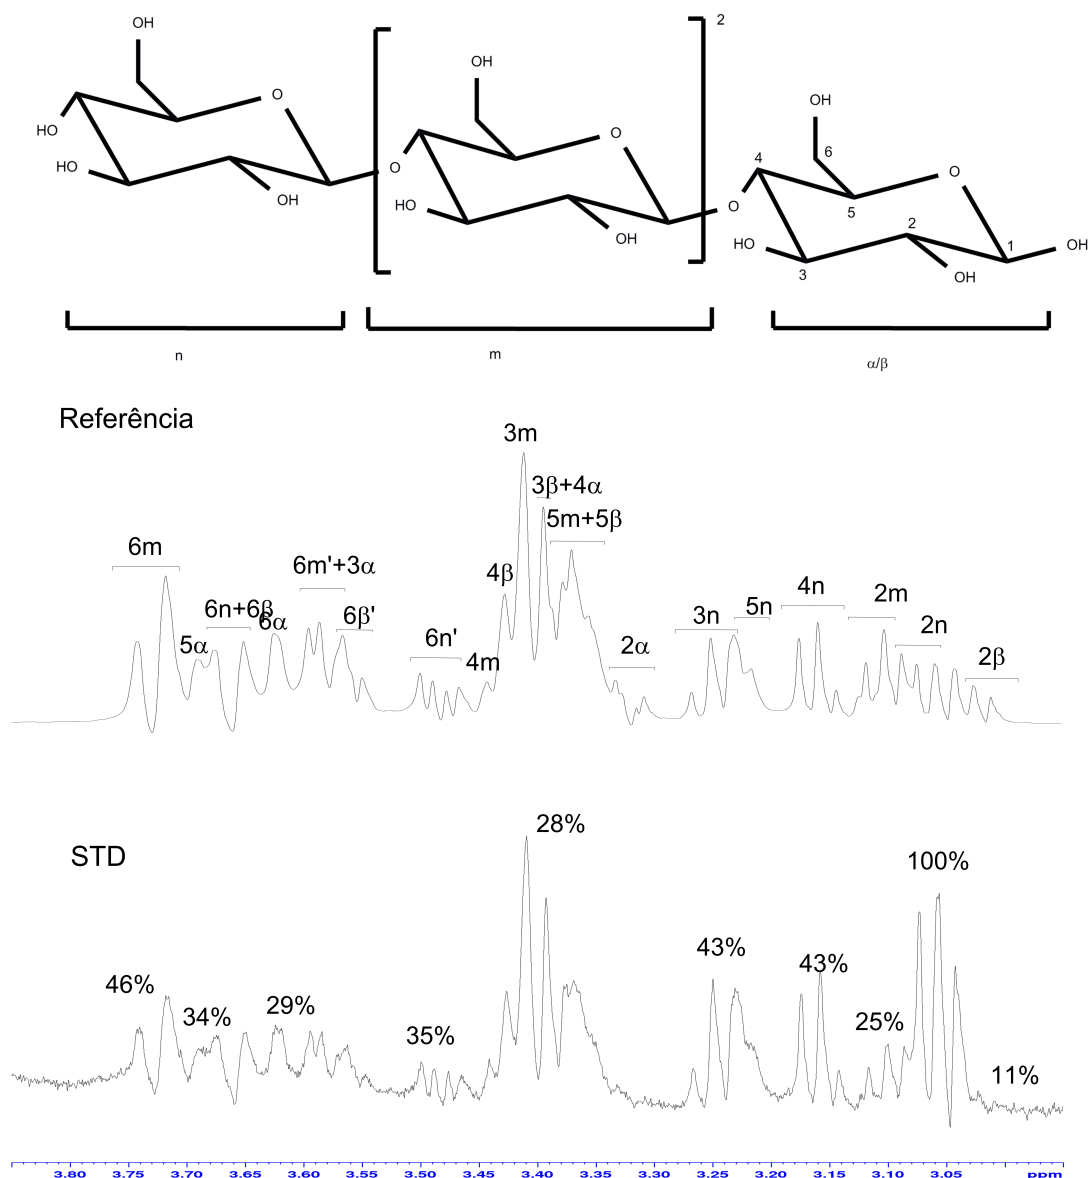 OH
2
OH
O
OH
HO
O
6
4
O
HO
O
HO
O
5
2
1
OH
OH
HO
OH
HO
3
OH
n
m
α/β
Referência
3m
3β+4α
5m+5β
6m
6m'+3α
4β
4n
2m
6n+6β
6α
6β'
3n
5n
2n
5α
6n'
4m
2α
2β
28%
STD
100%
46%
43%
43%
34%
29%
35%
25%
11%
3.80 3.75 3.70 3.65 3.60 3.55 3.50 3.45 3.40 3.35 3.30 3.25 3.20 3.15 3.10 3.05 ppm